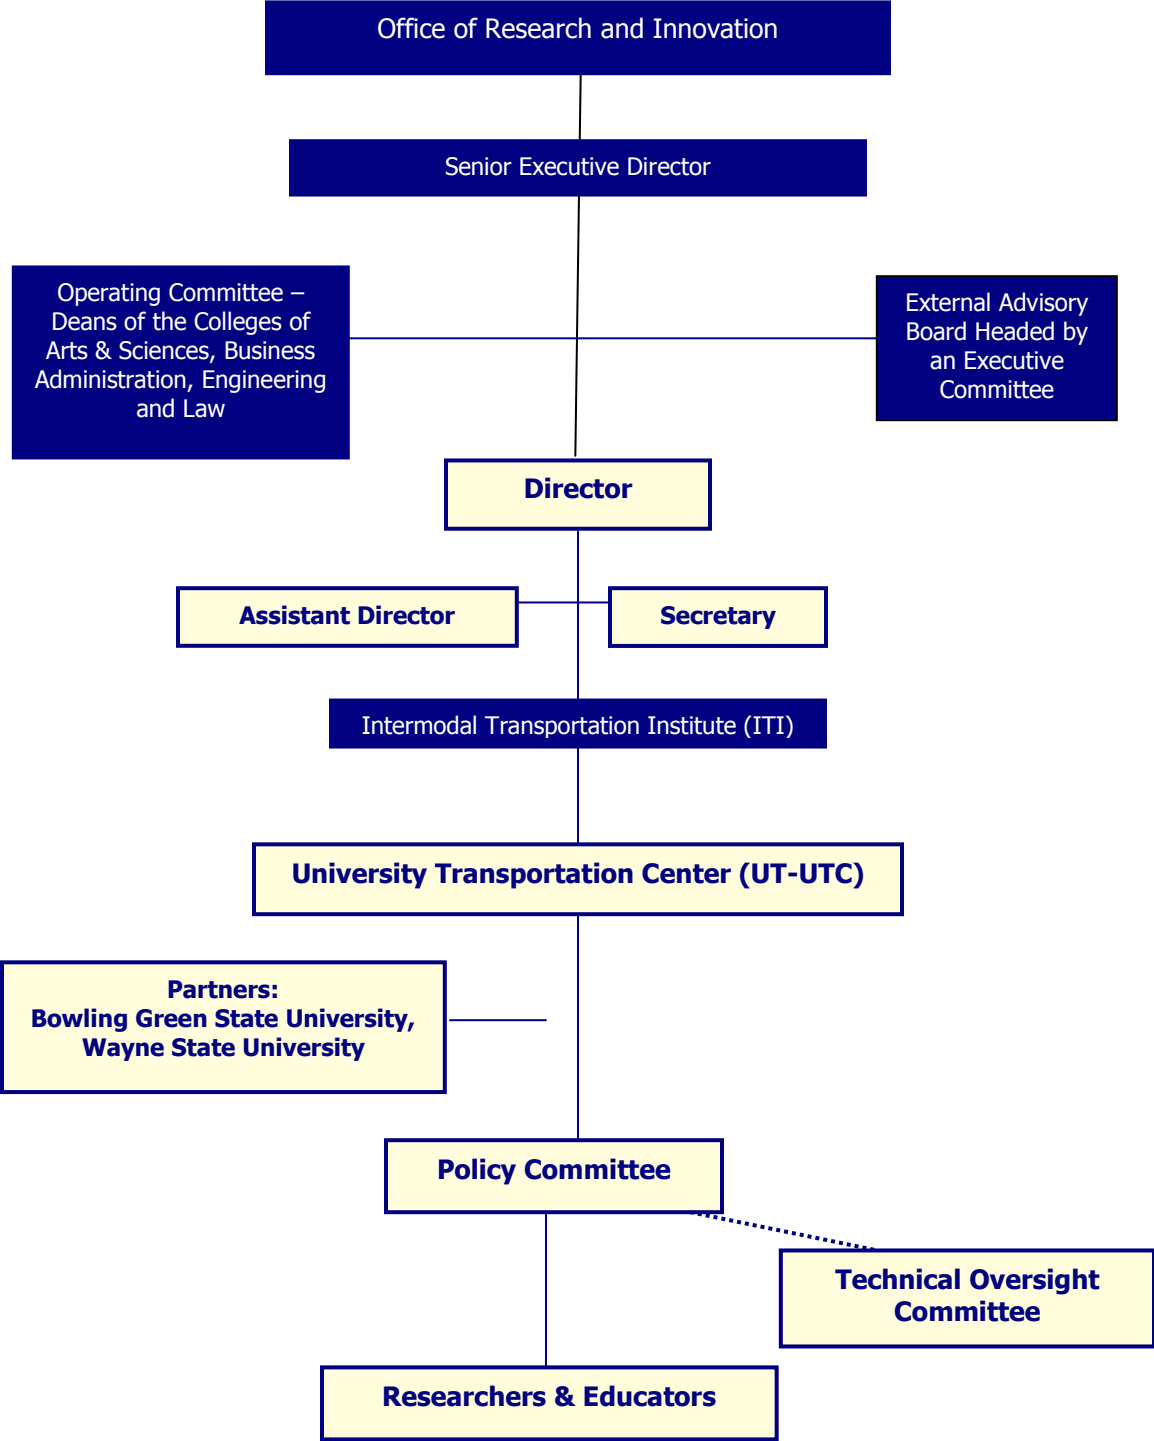 Office of Research and Innovation
Senior Executive Director
Operating Committee –
Deans of the Colleges of
Arts & Sciences, Business
Administration, Engineering
and Law
External Advisory
Board Headed by
an Executive
Committee
Director
Assistant Director
Secretary
Intermodal Transportation Institute (ITI)
University Transportation Center (UT-UTC)
Partners:
Bowling Green State University,
Wayne State University
Policy Committee
Technical Oversight
Committee
Researchers & Educators